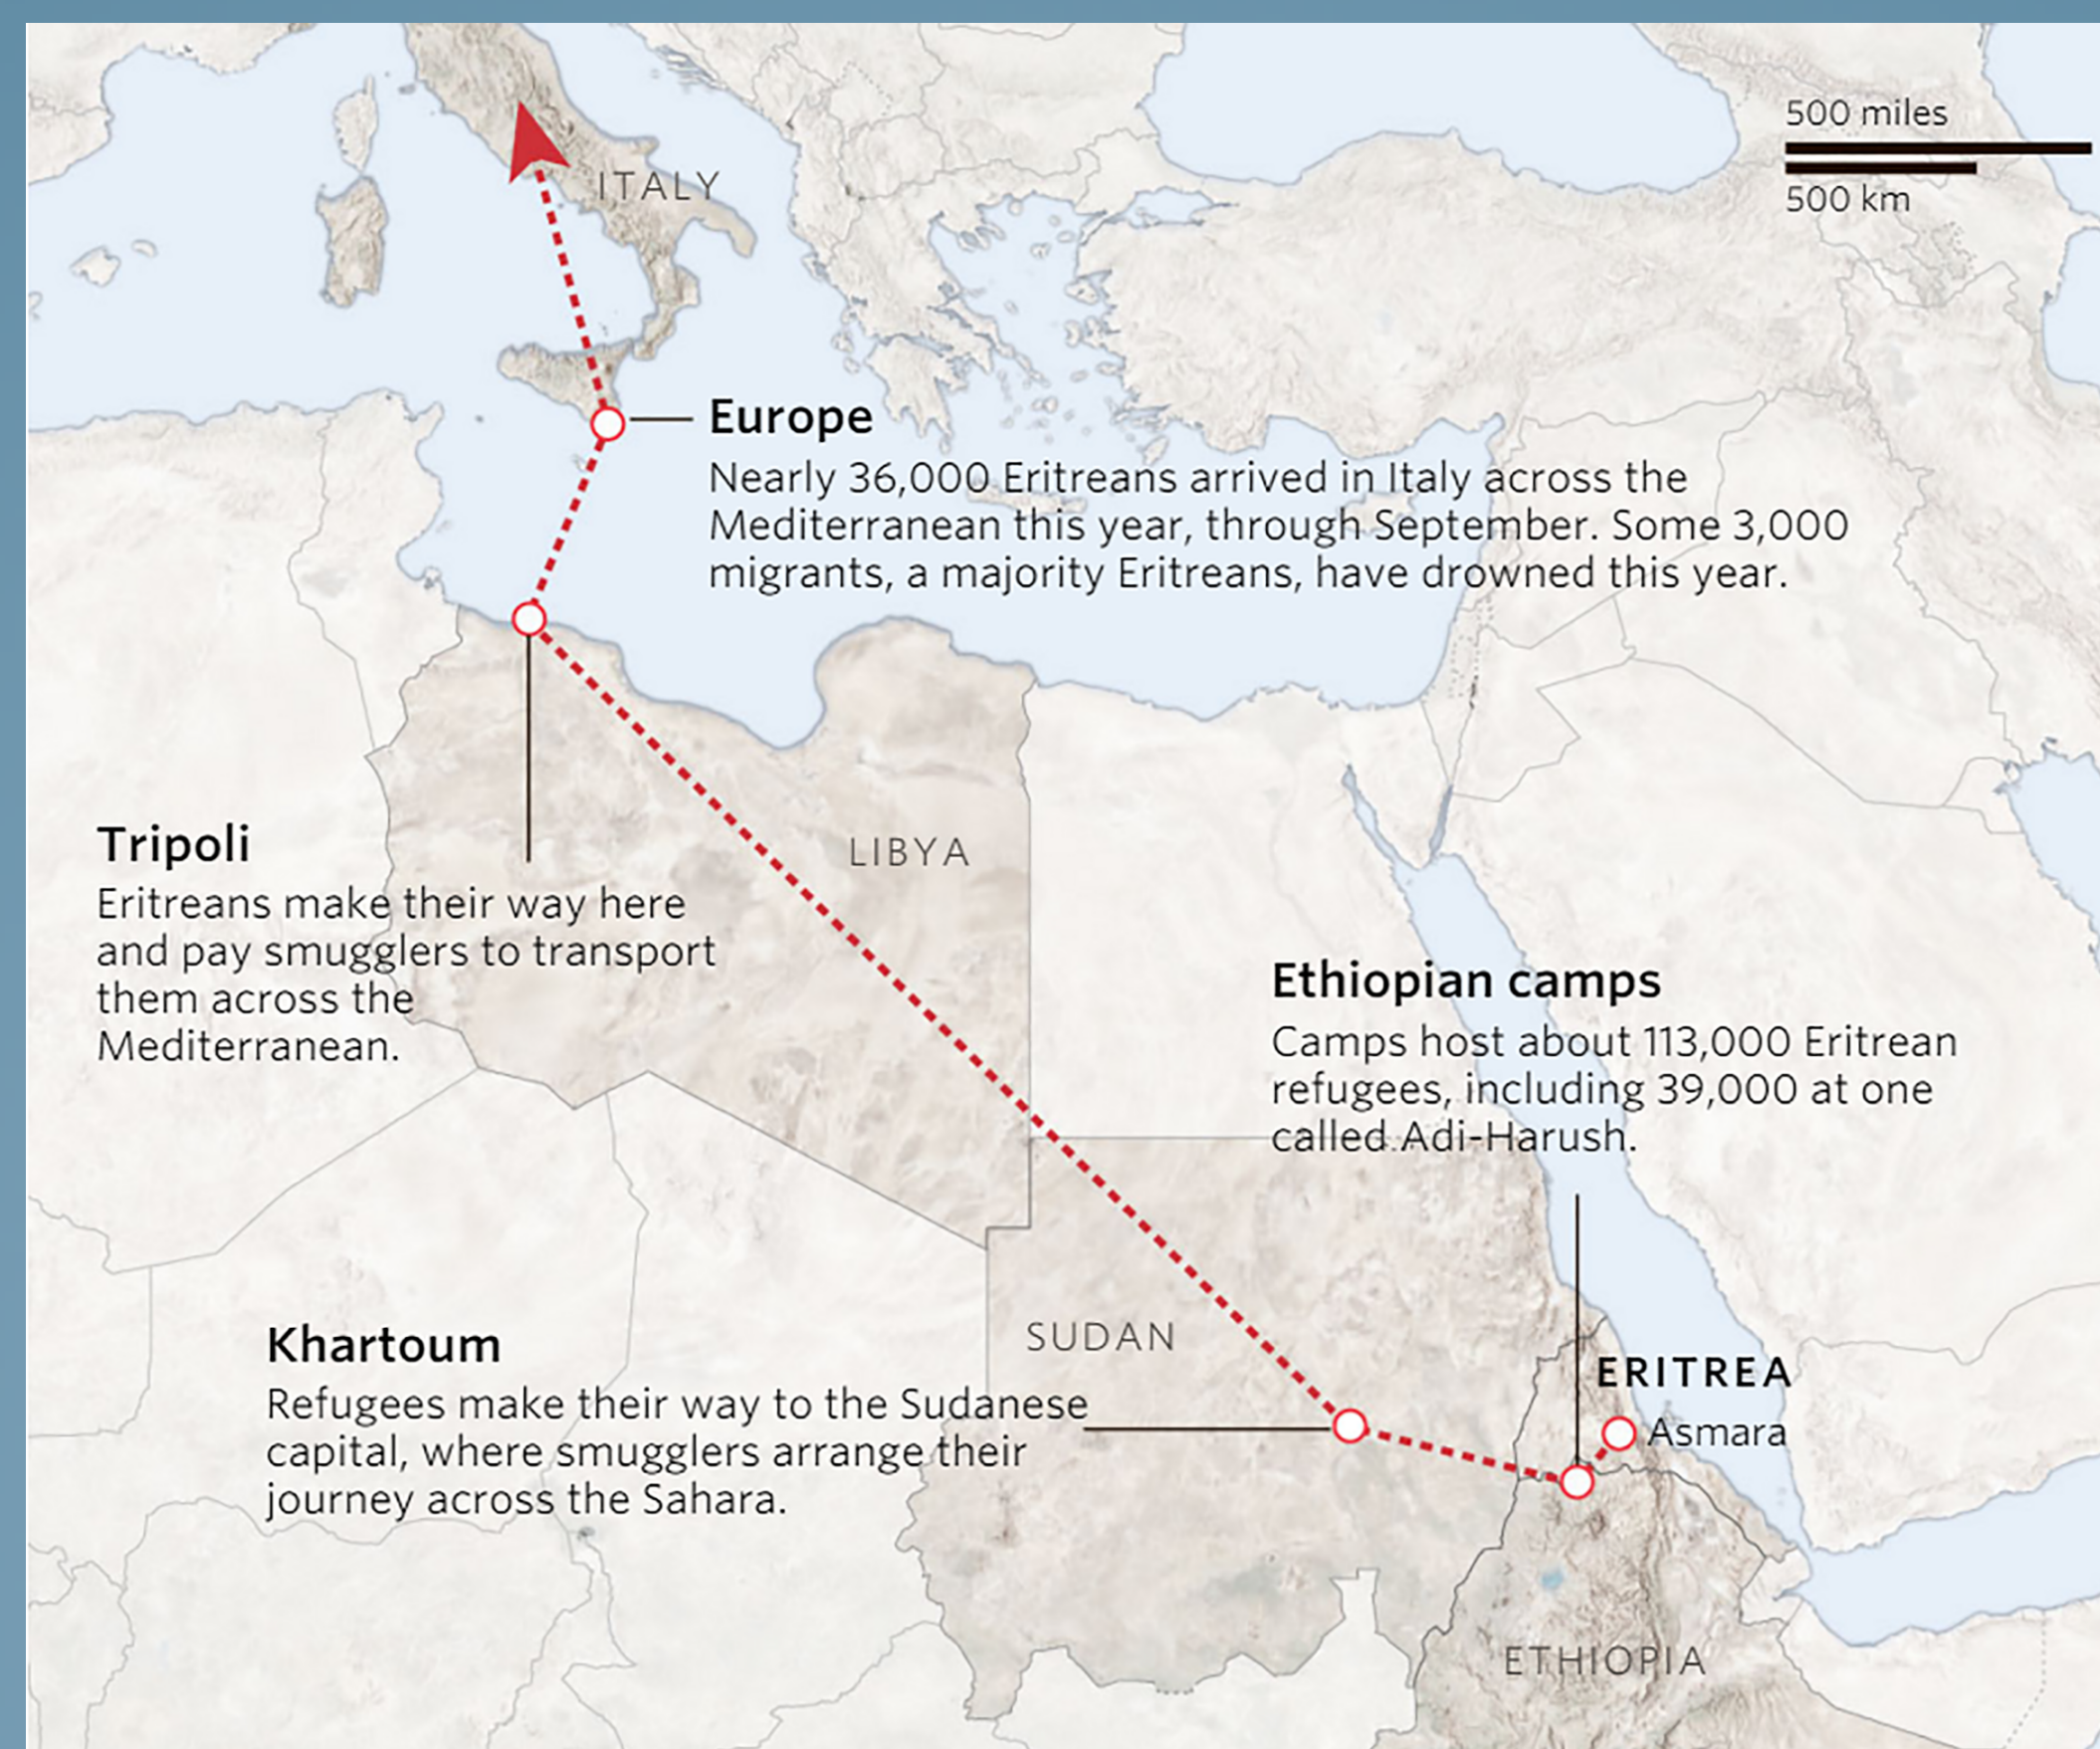 500 miles
500 km
ITALY
Europe
Nearly 36,000 Eritreans arrived in Italy across the
Mediterranean this year, through September. Some 3,000
migrants, a majority Eritreans, have drowned this year.
LIBYA
Tripoli
Eritreans make their way here
and pay smugglers to transport
them across the
Mediterranean.
Ethiopian camps
Camps host about 113,000 Eritrean
refugees, including 39,000 at one
called Adi-Harush.
SUDAN
Khartoum
Refugees make their way to the Sudanese
capital, where smugglers arrange their
journey across the Sahara.
ERITREA
Asmara
ETHIOPIA